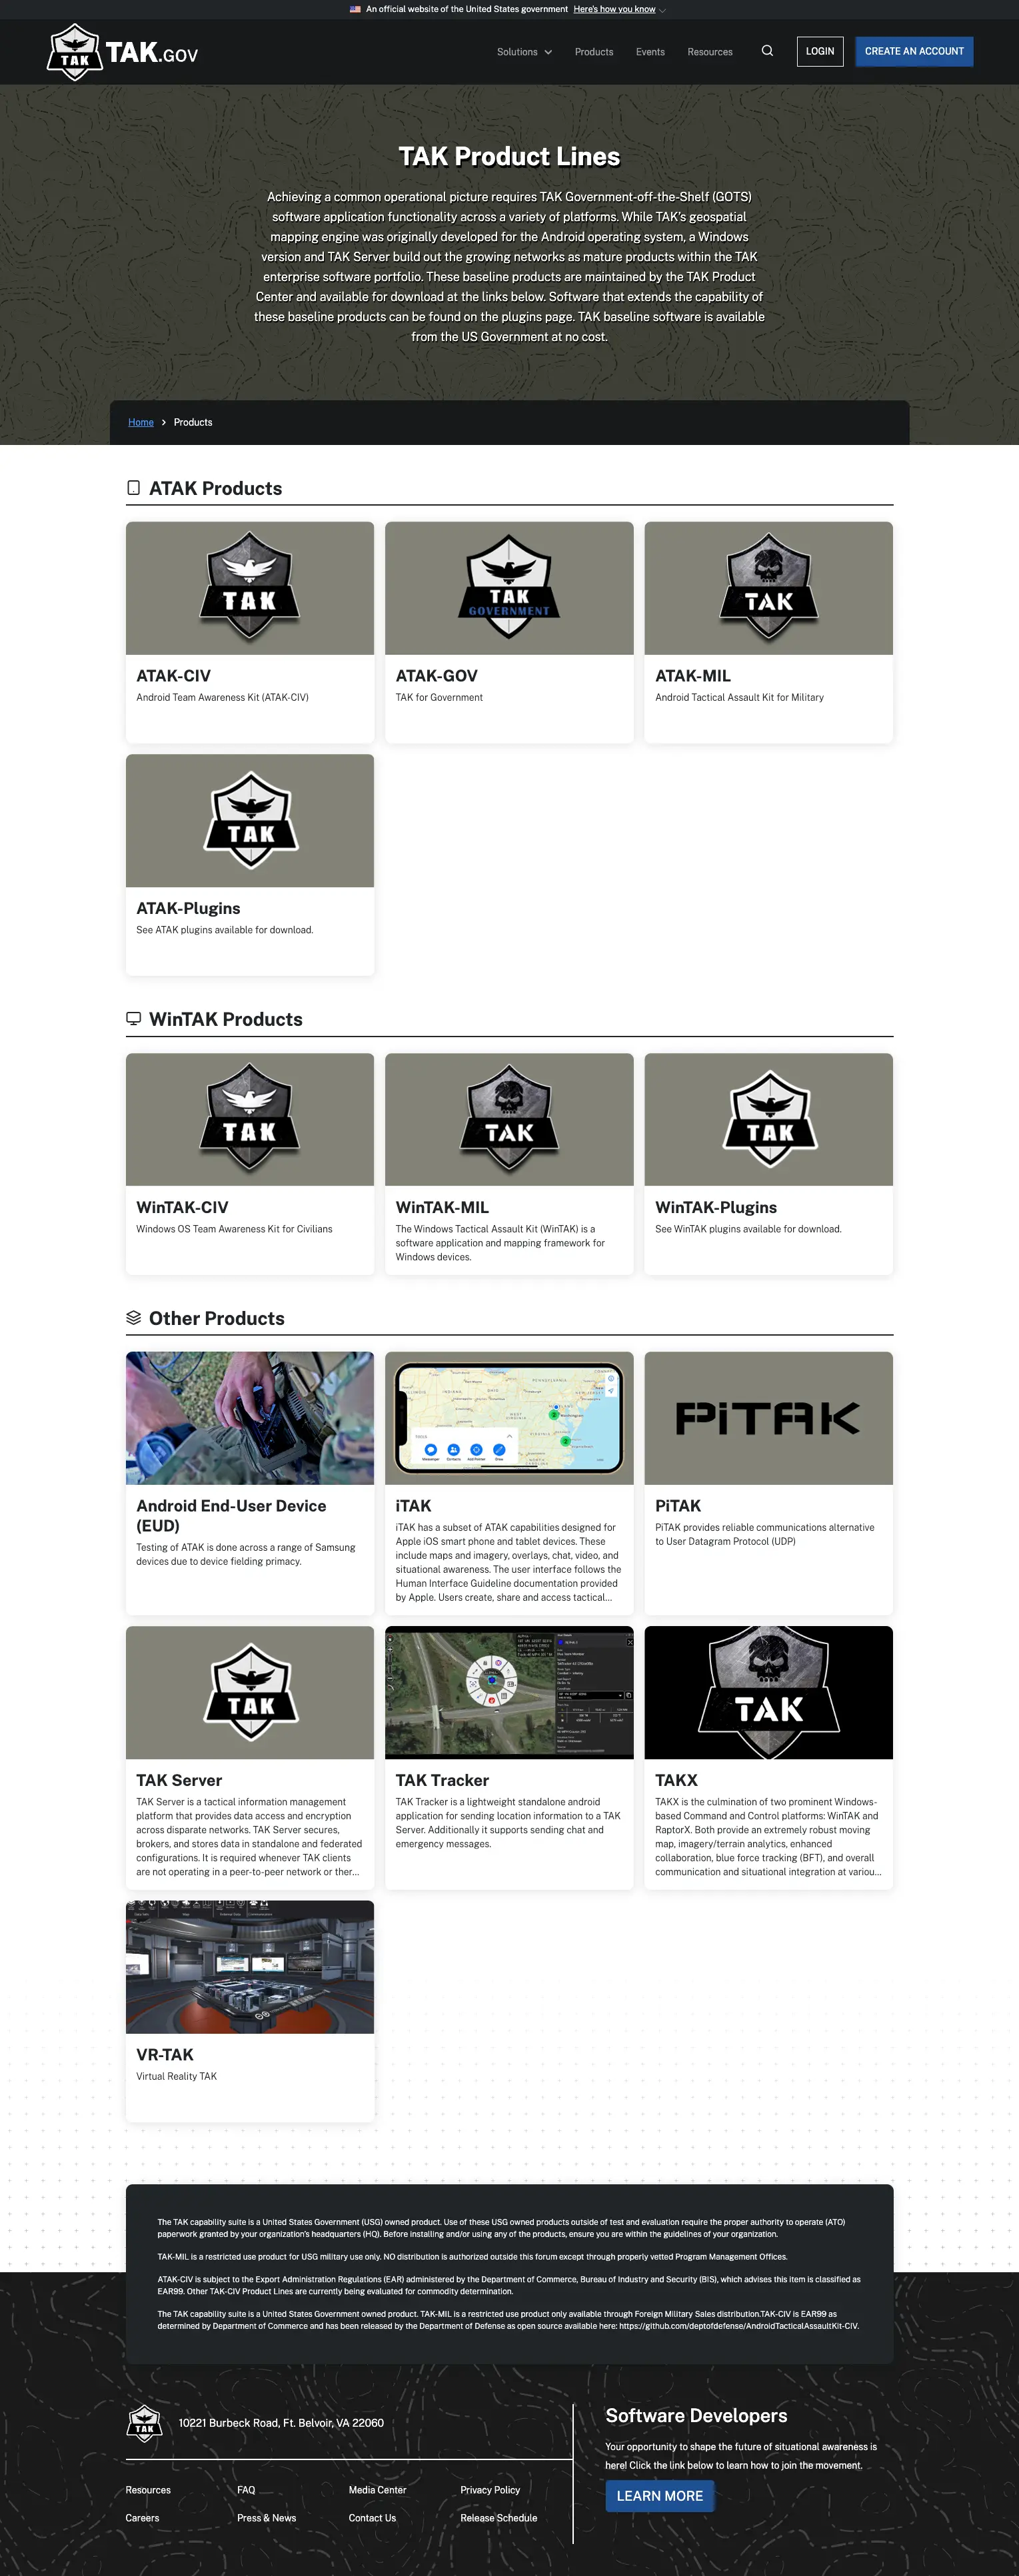 An official website of the United States government Here's how you know
TAK
TAK.GOV
Solutions
Products
Events
Resources
LOGIN
CREATE AN ACCOUNT
TAK Product Lines
Achieving a common operational picture requires TAK Government-off-the-Shelf (GOTS)
software application functionality across a variety of platforms. While TAK's geospatial
mapping engine was originally developed for the Android operating system, a Windows
version and TAK Server build out the growing networks as mature products within the TAK
enterprise software portfolio. These baseline products are maintained by the TAK Product
Center and available for download at the links below. Software that extends the capability of
these baseline products can be found on the plugins page. TAK baseline software is available
from the US Government at no cost.
Home
Products
ATAK Products
TAK
ATAK-CIV
Android Team Awareness Kit (ATAK-CIV)
TAK
GOVERNMENT
ATAK-GOV
TAK for Government
TAK
ATAK-MIL
Android Tactical Assault Kit for Military
TAK
ATAK-Plugins
See ATAK plugins available for download.
WinTAK Products
TAK
WinTAK-CIV
Windows OS Team Awareness Kit for Civilians
TAK
WinTAK-MIL
The Windows Tactical Assault Kit (WinTAK) is a
software application and mapping framework for
Windows devices.
TAK
WinTAK-Plugins
See WinTAK plugins available for download.
Other Products
Android End-User Device
(EUD)
Testing of ATAK is done across a range of Samsung
devices due to device fielding primacy.
iTAK
iTAK has a subset of ATAK capabilities designed for
Apple iOS smart phone and tablet devices. These
include maps and imagery, overlays, chat, video, and
situational awareness. The user interface follows the
Human Interface Guideline documentation provided
by Apple. Users create, share and access tactical...
PiTAK
PiTAK
PiTAK provides reliable communications alternative
to User Datagram Protocol (UDP)
TAK
TAK Server
TAK Server is a tactical information management
platform that provides data access and encryption
across disparate networks. TAK Server secures,
brokers, and stores data in standalone and federated
configurations. It is required whenever TAK clients
are not operating in a peer-to-peer network or ther...
TAK Tracker
TAK Tracker is a lightweight standalone android
application for sending location information to a TAK
Server. Additionally it supports sending chat and
emergency messages.
TAK
TAKX
TAKX is the culmination of two prominent Windows-
based Command and Control platforms: WinTAK and
RaptorX. Both provide an extremely robust moving
map, imagery/terrain analytics, enhanced
collaboration, blue force tracking (BFT), and overall
communication and situational integration at variou...
VR-TAK
Virtual Reality TAK
The TAK capability suite is a United States Government (USG) owned product. Use of these USG owned products outside of test and evaluation require the proper authority to operate (ATO)
paperwork granted by your organization's headquarters (HQ). Before installing and/or using any of the products, ensure you are within the guidelines of your organization.
TAK-MIL is a restricted use product for USG military use only. NO distribution is authorized outside this forum except through properly vetted Program Management Offices.
ATAK-CIV is subject to the Export Administration Regulations (EAR) administered by the Department of Commerce, Bureau of Industry and Security (BIS), which advises this item is classified as
EAR99. Other TAK-CIV Product Lines are currently being evaluated for commodity determination.
The TAK capability suite is a United States Government owned product. TAK-MIL is a restricted use product only available through Foreign Military Sales distribution.TAK-CIV is EAR99 as
determined by Department of Commerce and has been released by the Department of Defense as open source available here: https://github.com/deptofdefense/AndroidTacticalAssaultKit-CIV.
TAK
10221 Burbeck Road, Ft. Belvoir, VA 22060
Resources
FAQ
Media Center
Privacy Policy
Careers
Press & News
Contact Us
Release Schedule
Software Developers
Your opportunity to shape the future of situational awareness is
here! Click the link below to learn how to join the movement.
LEARN MORE